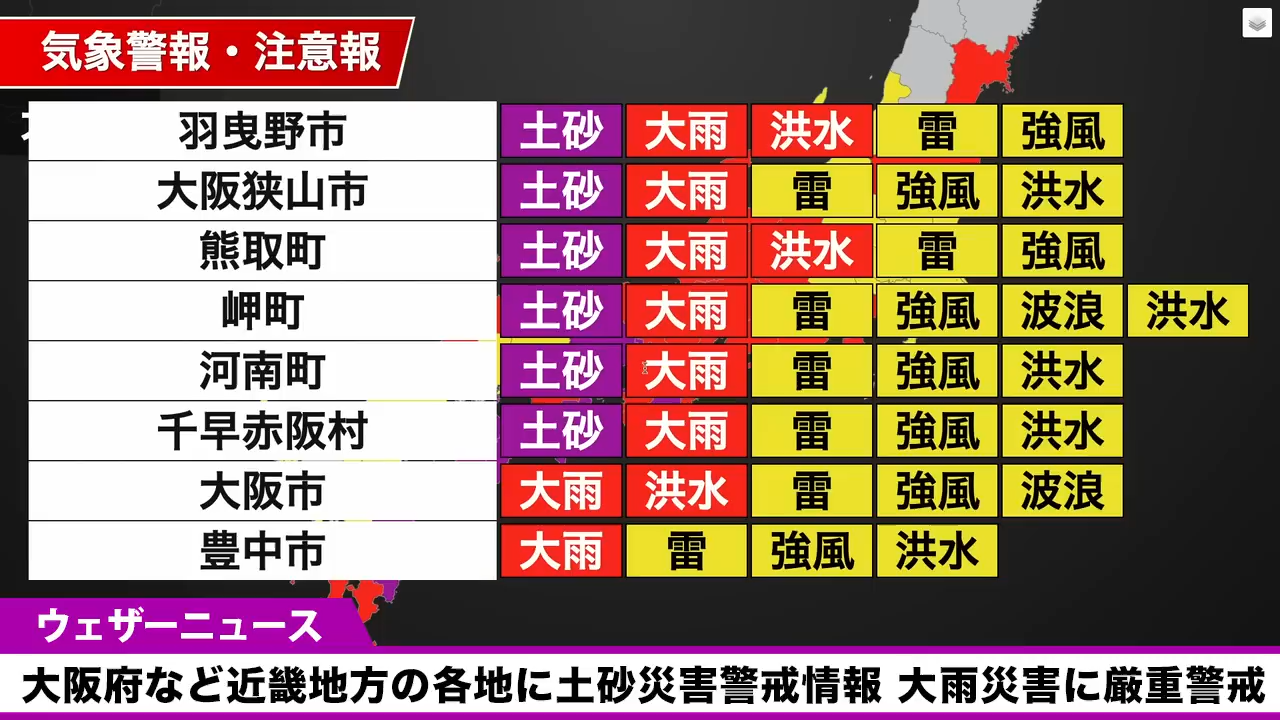 気象警報・注意報
羽曳野市 土砂 大雨 洪水 雷 強風
大阪狭山市 土砂 大雨 雷 強風 洪水
熊取町 土砂 大雨 洪水 雷 強風
岬町 土砂 大雨 雷 強風 波浪 洪水
河南町 土砂 大雨 雷 強風 洪水
千早赤阪村 土砂 大雨 雷 強風 洪水
大阪市 大雨 洪水 雷 強風 波浪
豊中市 大雨 雷 強風 洪水
ウェザーニュース
大阪府など近畿地方の各地に土砂災害警戒情報 大雨災害に厳重警戒